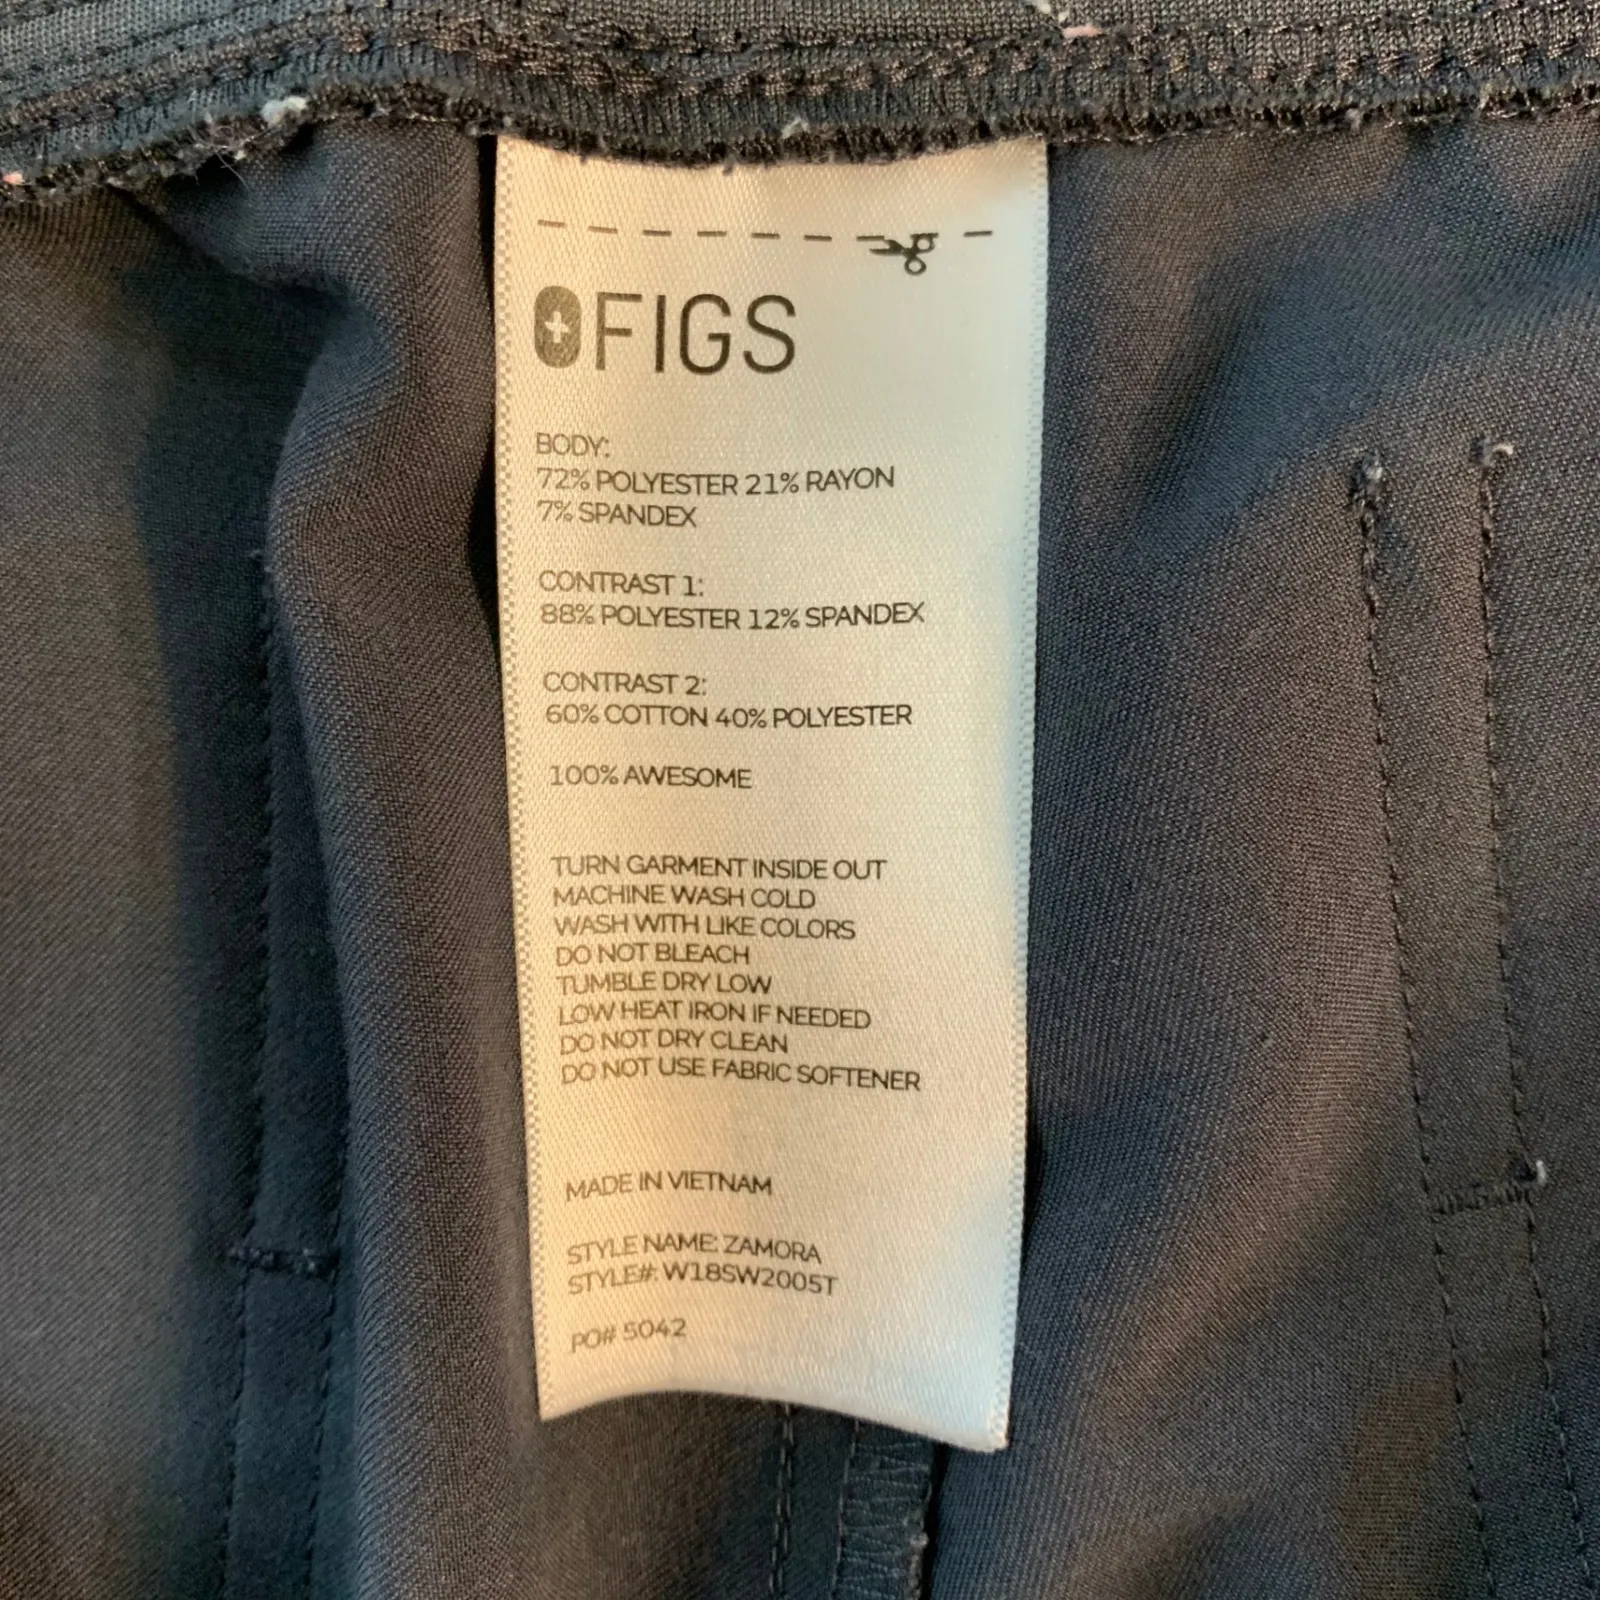 FIGS
BODY:
72% POLYESTER 21% RAYON
7% SPANDEX
CONTRAST 1:
88% POLYESTER 12% SPANDEX
CONTRAST 2:
60% COTTON 40% POLYESTER
100% AWESOME
TURN GARMENT INSIDE OUT
MACHINE WASH COLD
WASH WITH LIKE COLORS
DO NOT BLEACH
TUMBLE DRY LOW
LOW HEAT IRON IF NEEDED
DO NOT DRY CLEAN
DO NOT USE FABRIC SOFTENER
MADE IN VIETNAM
STYLE NAME: ZAMORA
STYLE#: W18SW2005T
PO# 5042